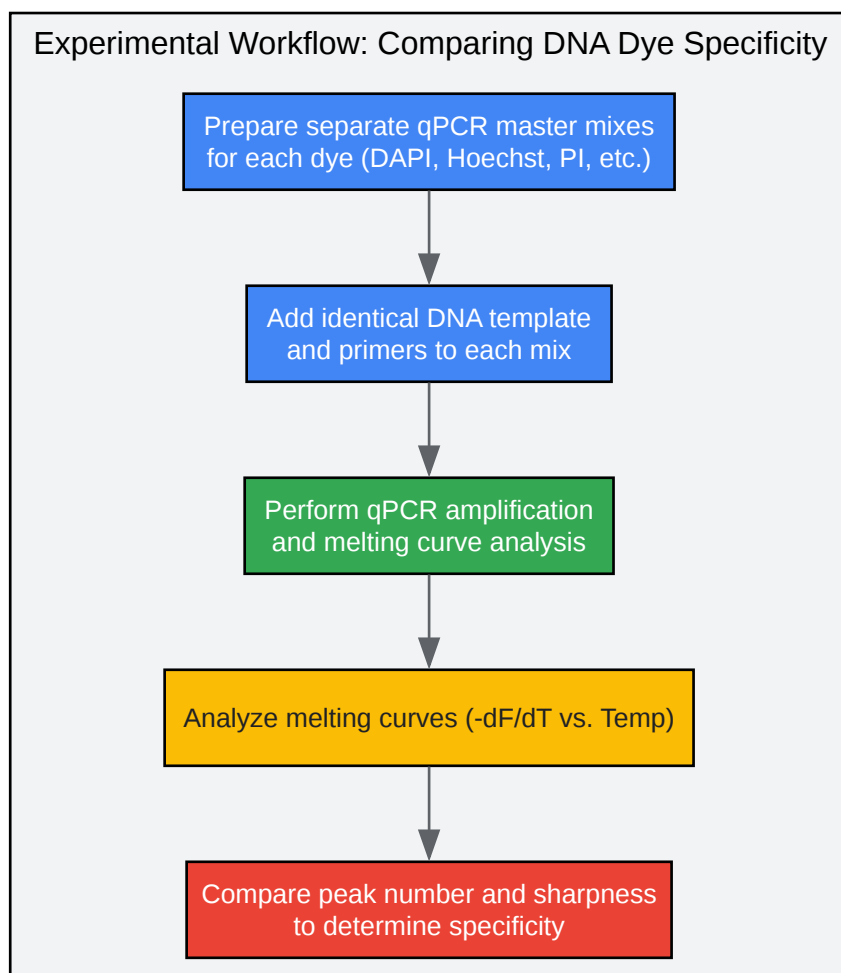 Experimental Workflow: Comparing DNA Dye Specificity
Prepare separate qPCR master mixes
for each dye (DAPI, Hoechst, PI, etc.)
Add identical DNA template
and primers to each mix
Perform qPCR amplification
and melting curve analysis
Analyze melting curves (-dF/dT vs. Temp)
Compare peak number and sharpness
to determine specificity